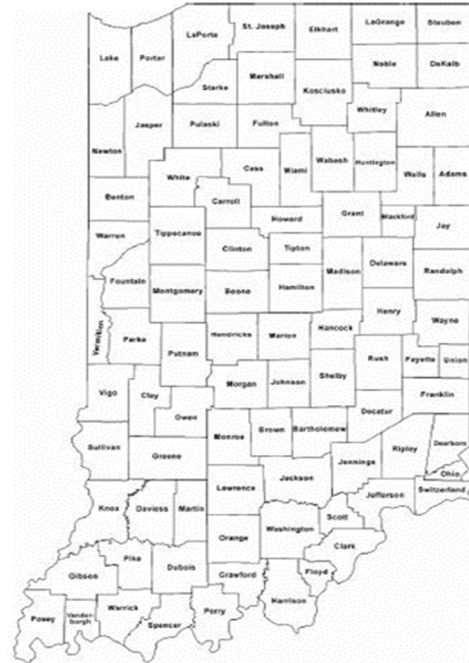 LaPorte
St. Joseph
Elkhart
LaGrange
Steuben
Lake
Porter
Noble
DeKalb
Marshall
Starke
Kosciusko
Whitley
Allen
Jasper
Pulaski
Fulton
Newton
White
Cass
Miami
Wabash
Huntington
Wells
Adams
Benton
Carroll
Howard
Grant
Blackford
Jay
Warren
Tippecanoe
Clinton
Tipton
Madison
Delaware
Randolph
Fountain
Montgomery
Boone
Hamilton
Henry
Wayne
Vermillion
Parke
Putnam
Hendricks
Marion
Hancock
Rush
Fayette
Union
Vigo
Clay
Owen
Morgan
Johnson
Shelby
Franklin
Decatur
Sullivan
Greene
Monroe
Brown
Bartholomew
Jennings
Ripley
Dearborn
Ohio
Lawrence
Jackson
Jefferson
Switzerland
Knox
Daviess
Martin
Orange
Washington
Scott
Clark
Pike
Dubois
Gibson
Crawford
Floyd
Harrison
Posey
Vander-
burgh
Warrick
Spencer
Perry